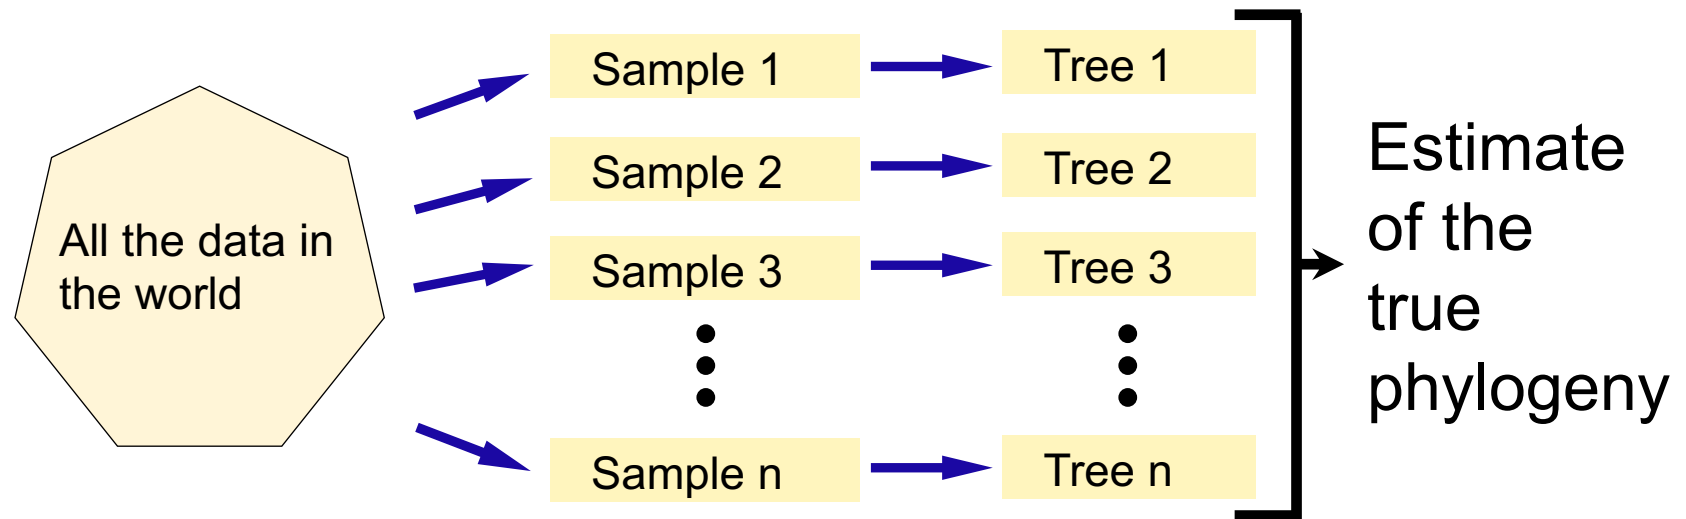 All the data in
the world
Sample 1
Tree 1
Sample 2
Tree 2
Sample 3
Tree 3
Sample n
Tree n
Estimate
of the
true
phylogeny